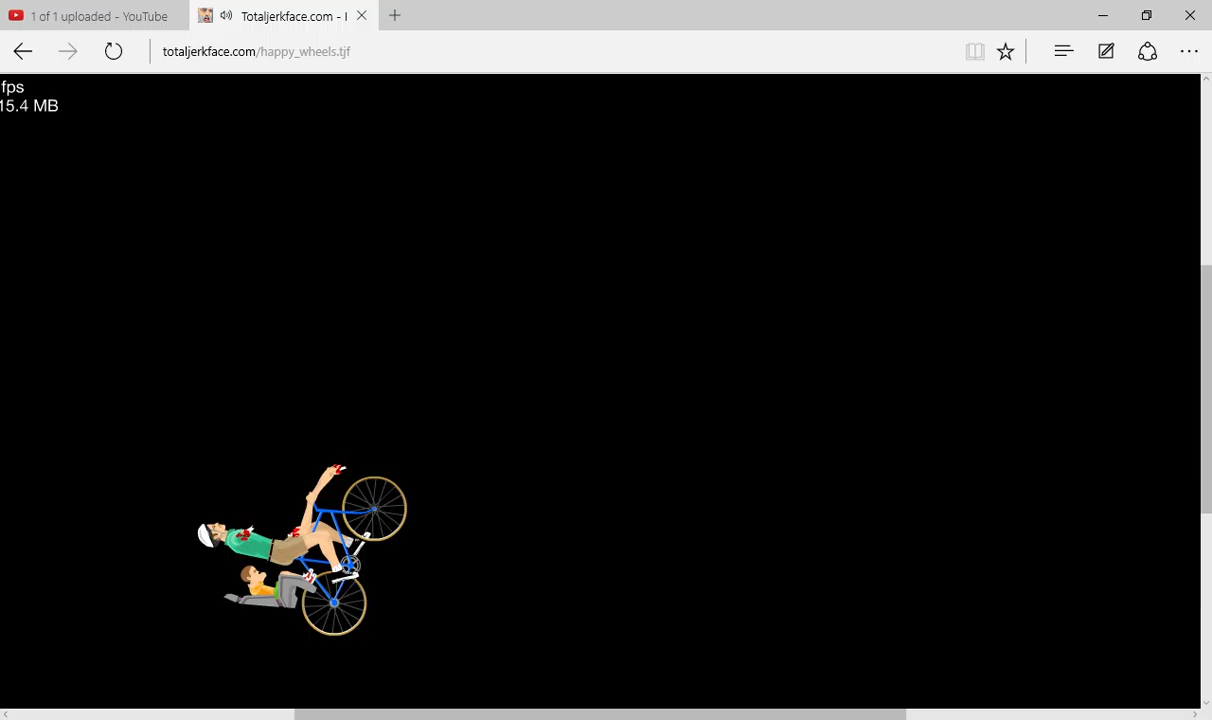 1 of 1 uploaded - YouTube
Totaljerkface.com - I
totaljerkface.com/happy_wheels.tjf
fps
15.4 MB